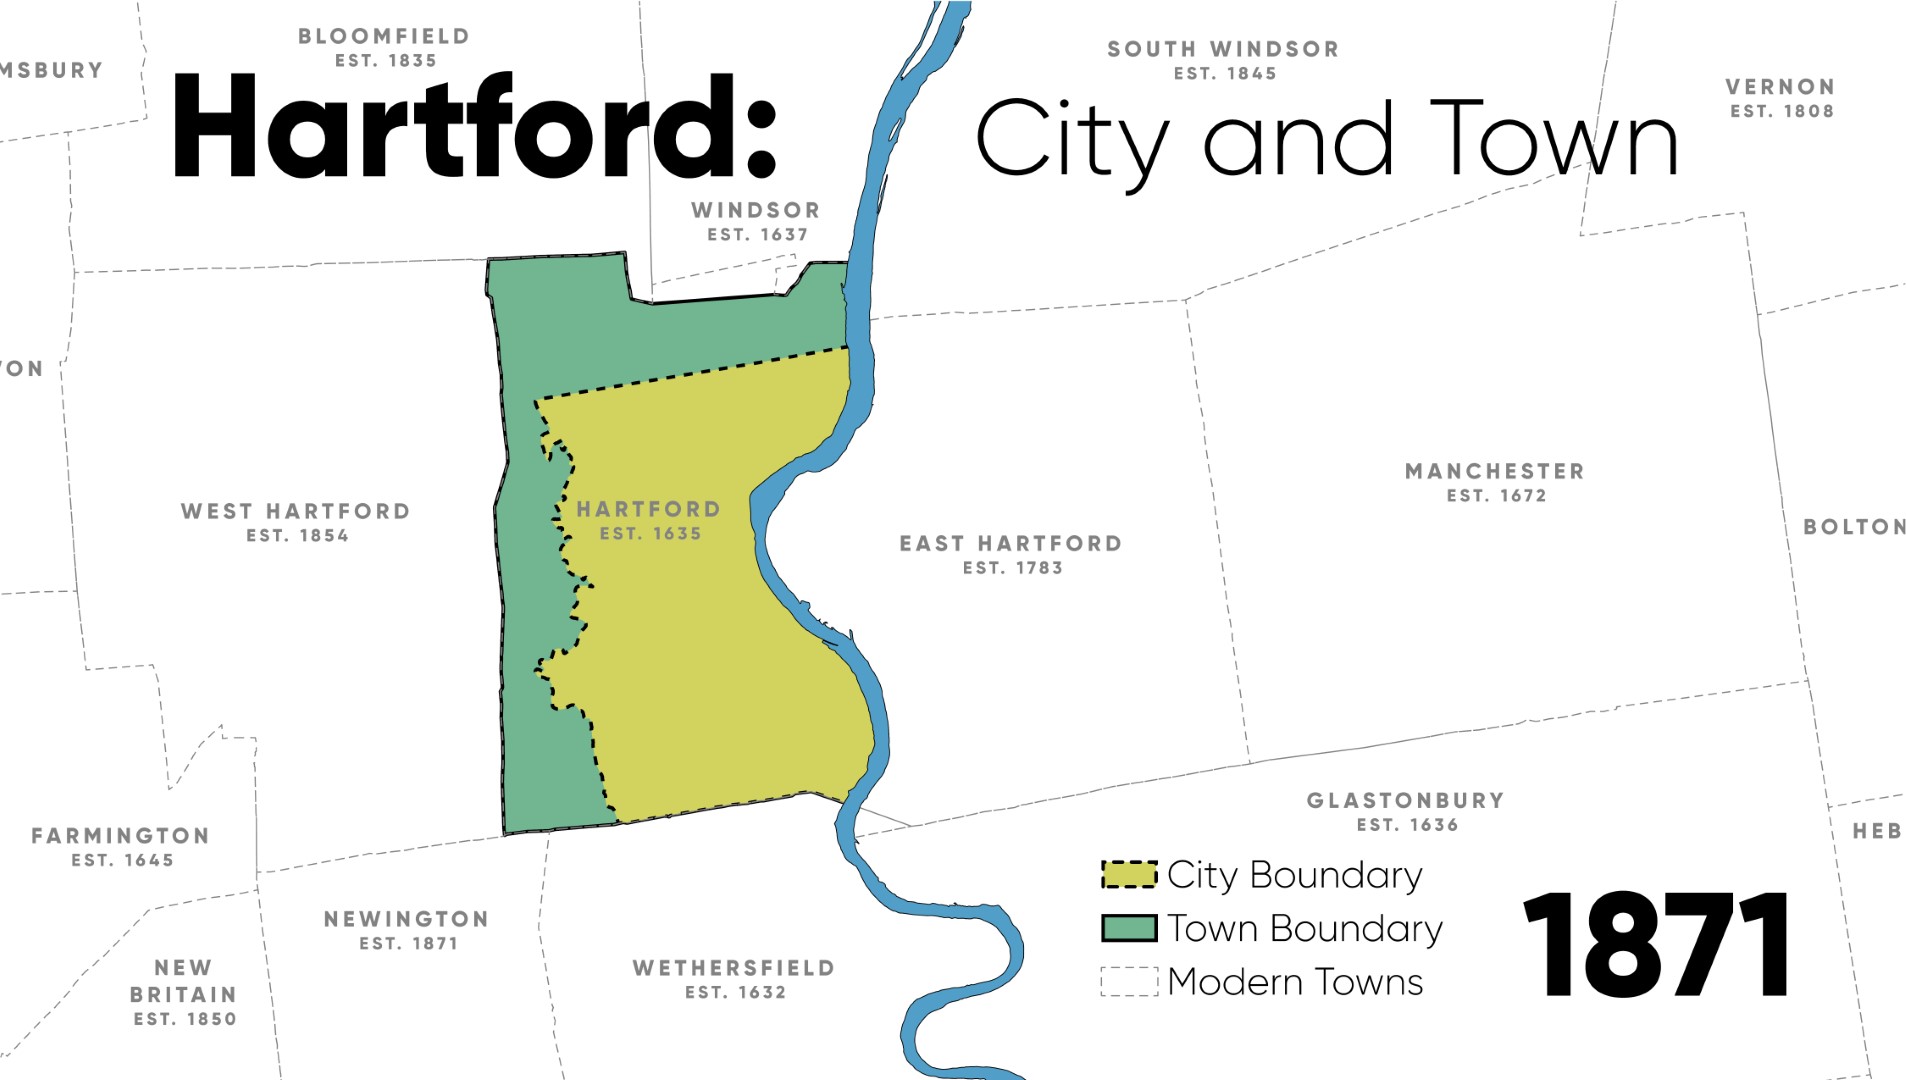 BLOOMFIELD
EST. 1835
SOUTH WINDSOR
EST. 1845
MSBURY
VERNON
EST. 1808
Hartford:
City and Town
WINDSOR
EST. 1637
ON
WEST HARTFORD
EST. 1854
HARTFORD
EST. 1635
EAST HARTFORD
EST. 1783
MANCHESTER
EST. 1672
BOLTON
FARMINGTON
EST. 1645
GLASTONBURY
EST. 1636
HEB
NEWINGTON
EST. 1871
NEW
BRITAIN
EST. 1850
WETHERSFIELD
EST. 1632
City Boundary
Town Boundary
Modern Towns
1871